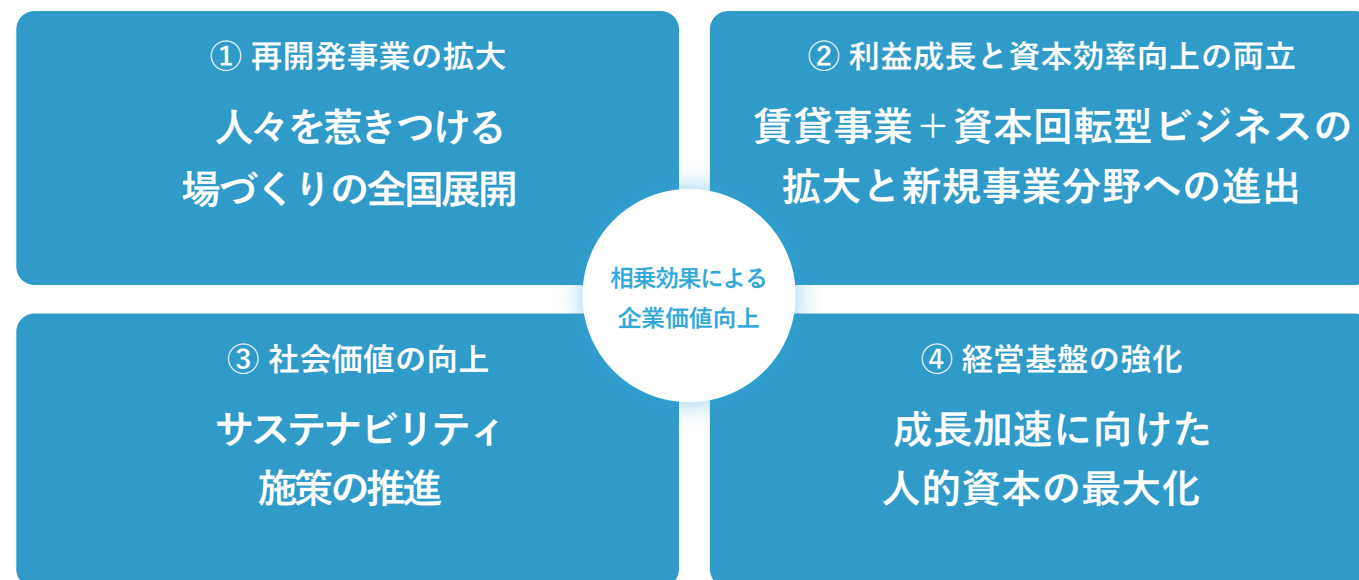 ① 再開発事業の拡大
人々を惹きつける
場づくりの全国展開
② 利益成長と資本効率向上の両立
賃貸事業＋資本回転型ビジネスの
拡大と新規事業分野への進出
相乗効果による
企業価値向上
③ 社会価値の向上
サステナビリティ
施策の推進
④ 経営基盤の強化
成長加速に向けた
人的資本の最大化